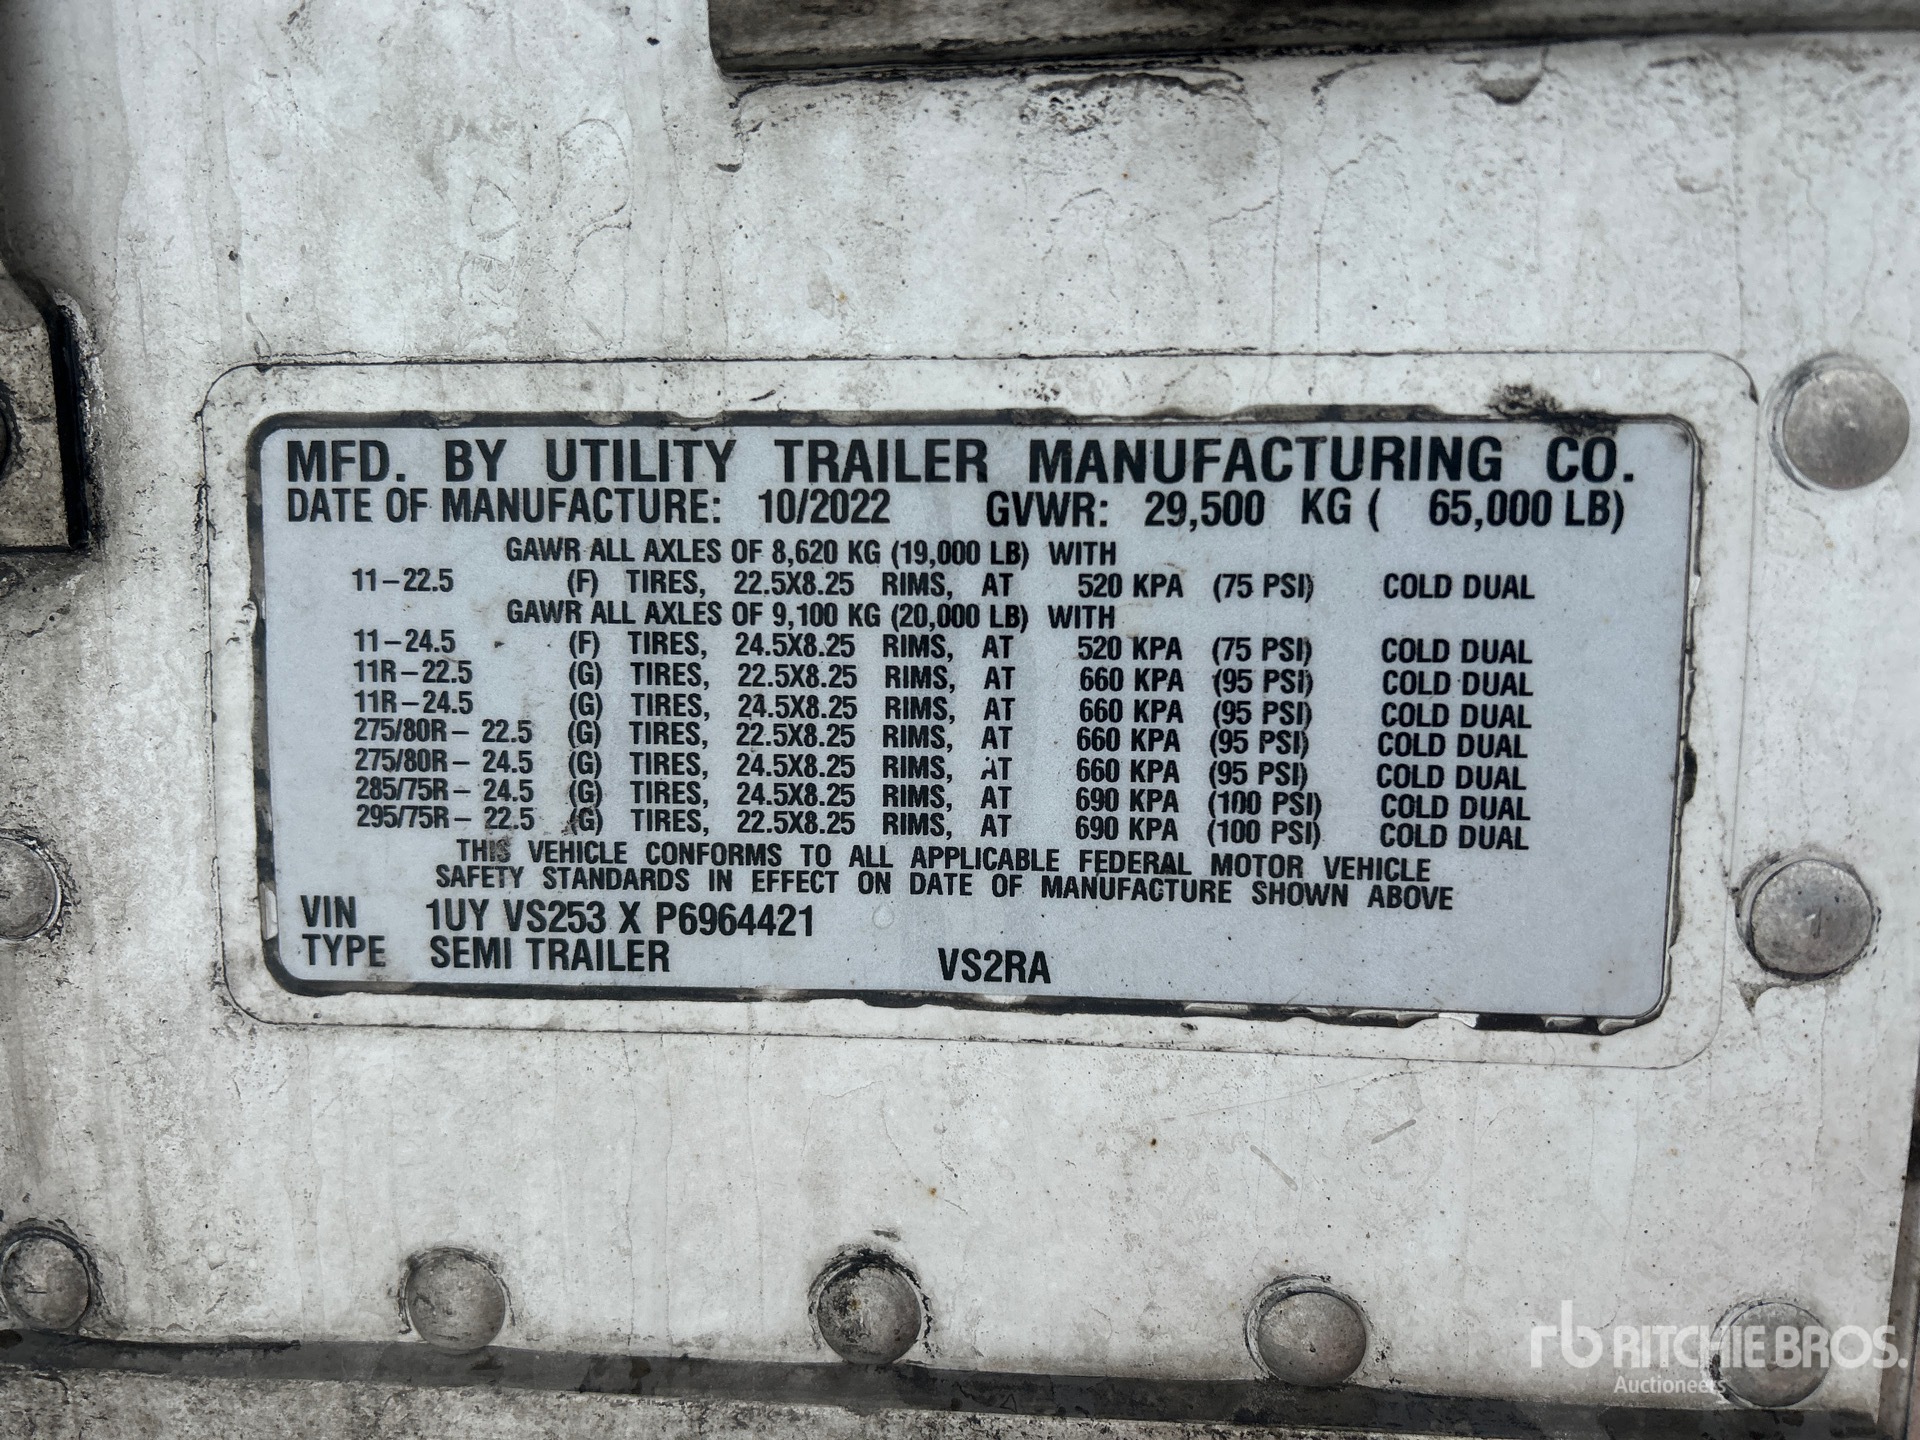 MFD. BY UTILITY TRAILER MANUFACTURING CO.
DATE OF MANUFACTURE: 10/2022 GVWR: 29,500 KG ( 65,000 LB)
GAWR ALL AXLES OF 8,620 KG (19,000 LB) WITH
11-22.5 (F) TIRES, 22.5X8.25 RIMS, AT 520 KPA (75 PSI) COLD DUAL
GAWR ALL AXLES OF 9,100 KG (20,000 LB) WITH
11-24.5 (F) TIRES, 24.5X8.25 RIMS, AT 520 KPA (75 PSI) COLD DUAL
11R-22.5 (G) TIRES, 22.5X8.25 RIMS, AT 660 KPA (95 PSI) COLD DUAL
11R-24.5 (G) TIRES, 24.5X8.25 RIMS, AT 660 KPA (95 PSI) COLD DUAL
275/80R- 22.5 (G) TIRES, 22.5X8.25 RIMS, AT 660 KPA (95 PSI) COLD DUAL
275/80R- 24.5 (G) TIRES, 24.5X8.25 RIMS, AT 660 KPA (95 PSI) COLD DUAL
285/75R- 24.5 (G) TIRES, 24.5X8.25 RIMS, AT 690 KPA (100 PSI) COLD DUAL
295/75R- 22.5 (G) TIRES, 22.5X8.25 RIMS, AT 690 KPA (100 PSI) COLD DUAL
THIS VEHICLE CONFORMS TO ALL APPLICABLE FEDERAL MOTOR VEHICLE
SAFETY STANDARDS IN EFFECT ON DATE OF MANUFACTURE SHOWN ABOVE
VIN 1UY VS253 X P6964421
TYPE SEMI TRAILER VS2RA
rb RITCHIE BROS.
Auctioneers